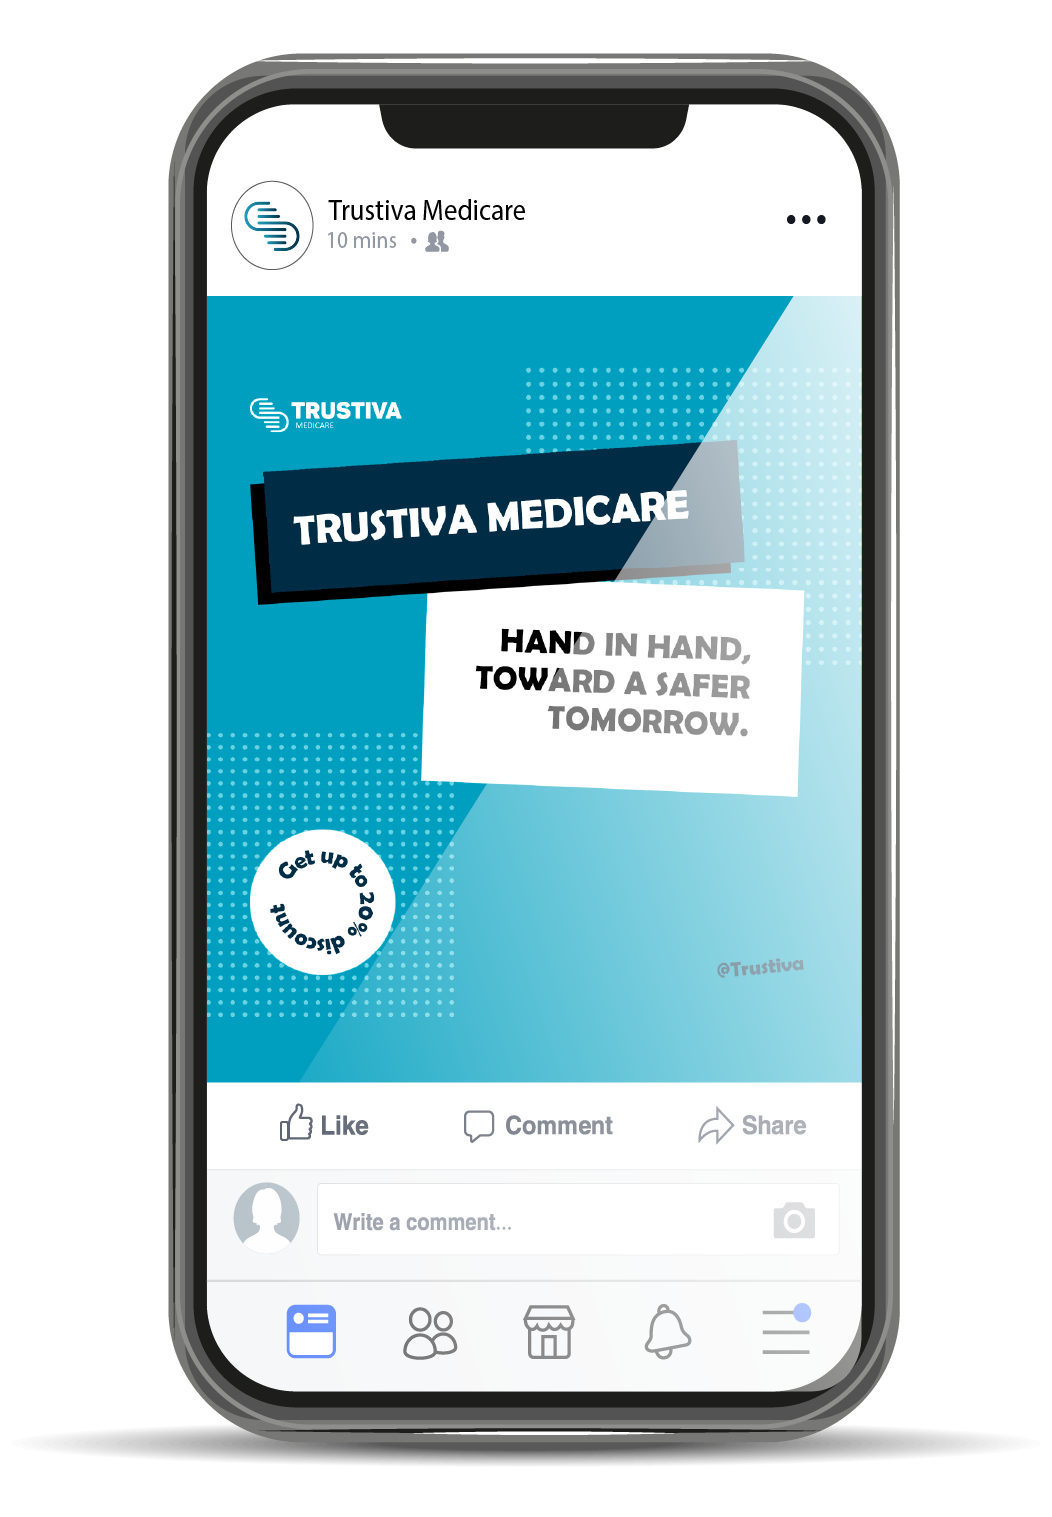 Trustiva Medicare
10 mins
TRUSTIVA
MEDICARE
TRUSTIVA MEDICARE
HAND IN HAND,
TOWARD A SAFER
TOMORROW.
Get up to 20% discount
@Trustiva
Like
Comment
Share
Write a comment...